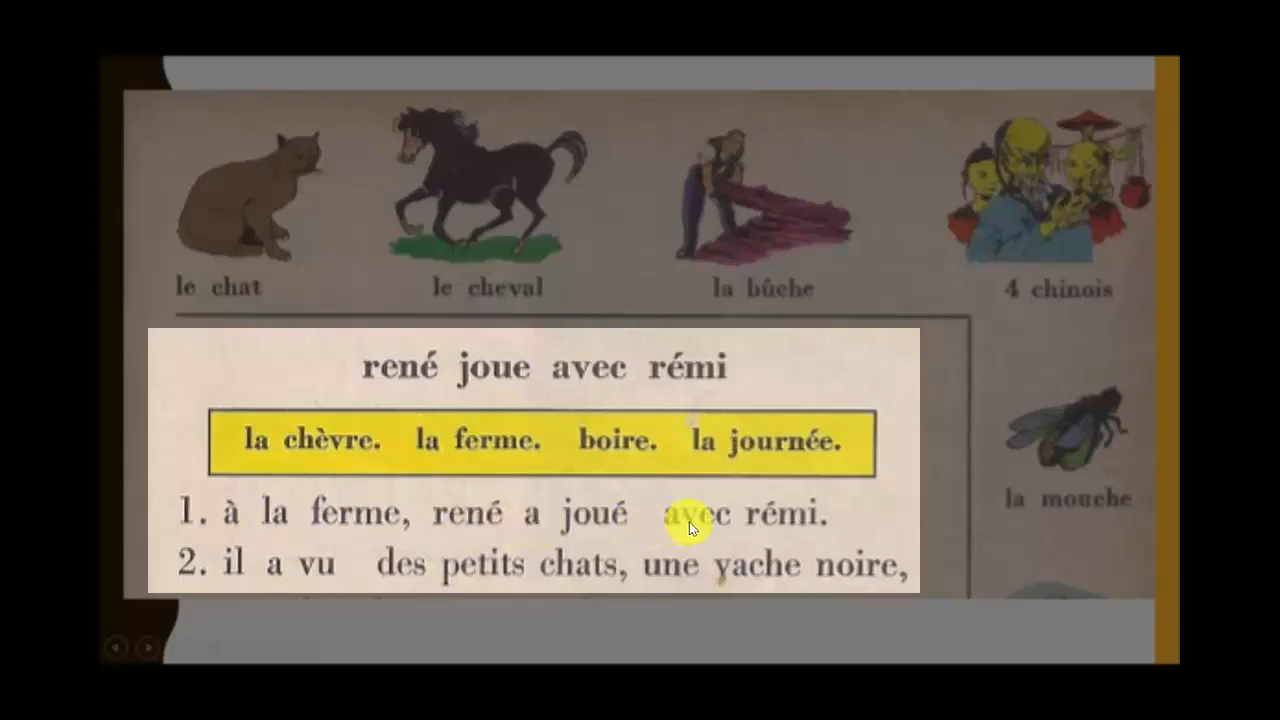 le chat le cheval la bûche 4 chinois
rené joue avec rémi
la chèvre. la ferme. boire. la journée.
1. à la ferme, rené a joué avec rémi.
la mouche
2. il a vu des petits chats, une vache noire,